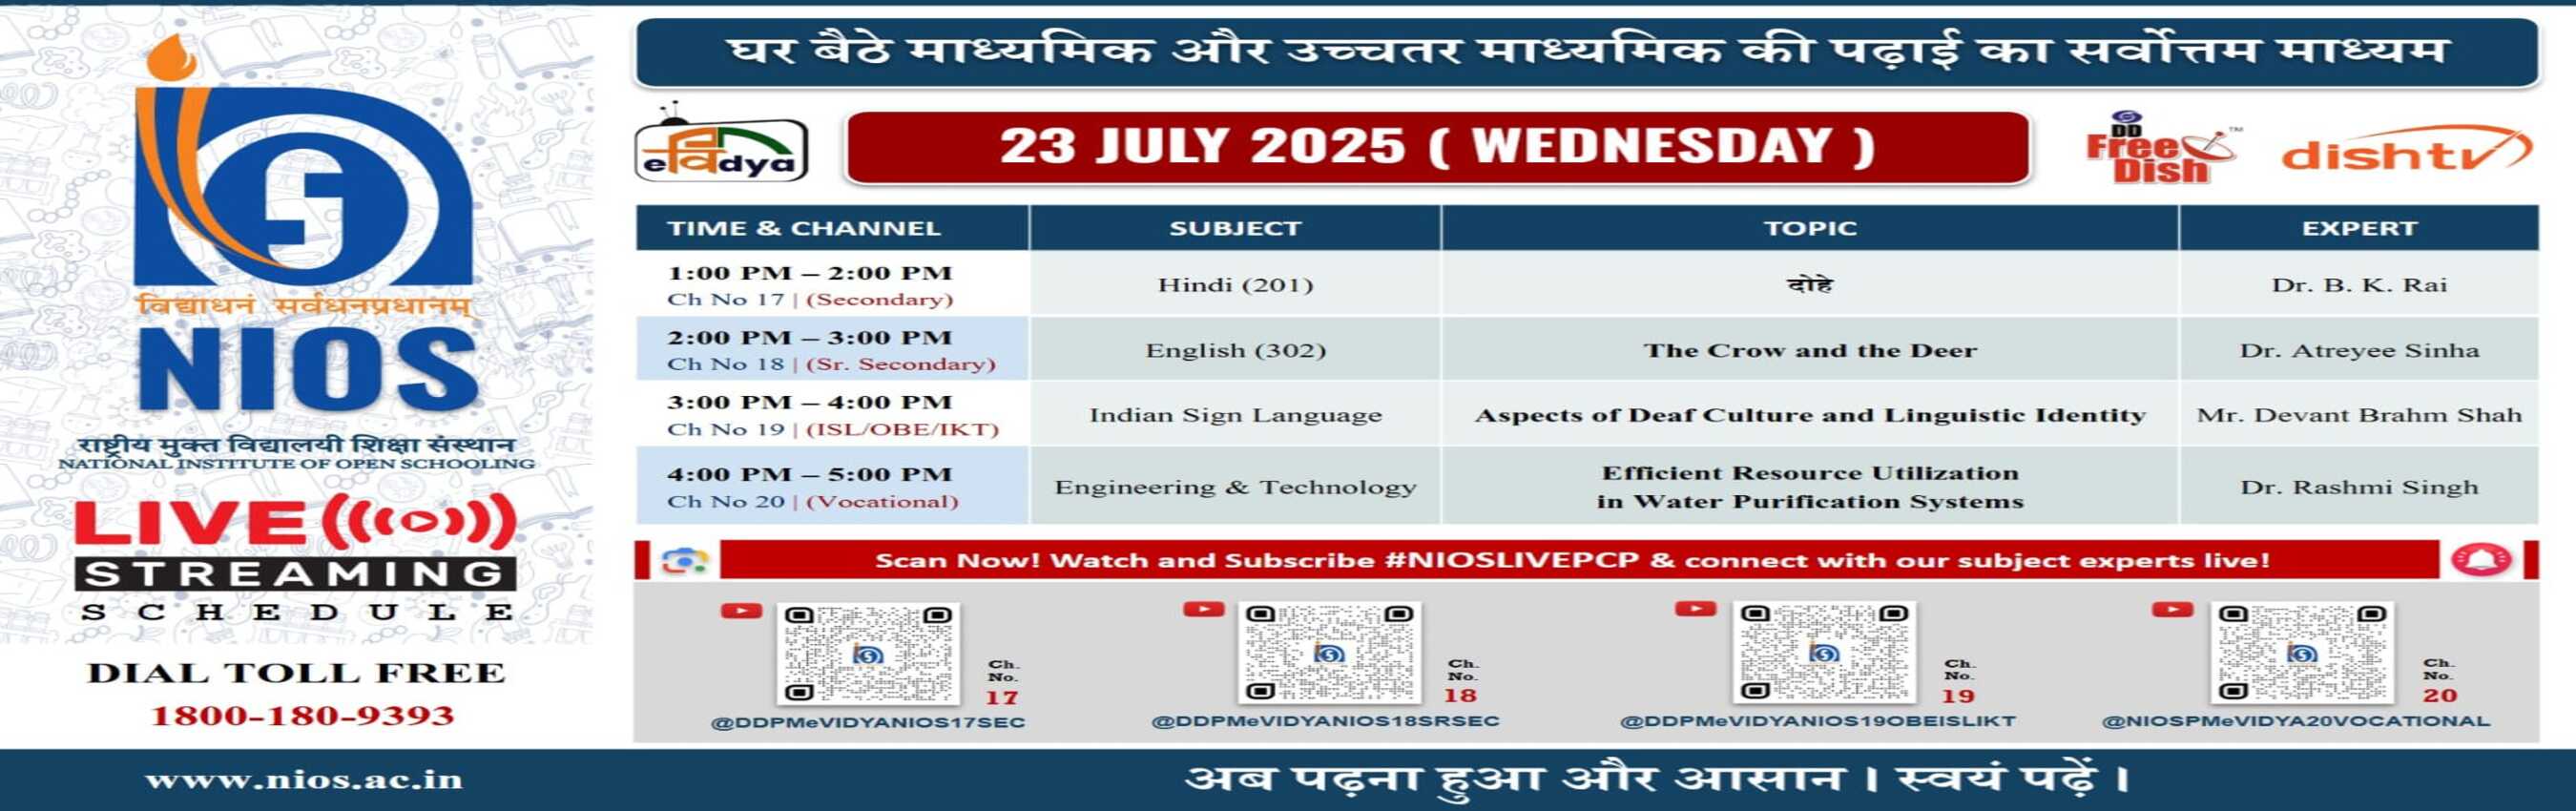 विद्याधनं सर्वधनप्रधानम्
NIOS
राष्ट्रीय मुक्त विद्यालयी शिक्षा संस्थान
NATIONAL INSTITUTE OF OPEN SCHOOLING
LIVE
STREAMING
SCHEDULE
DIAL TOLL FREE
1800-180-9393
www.nios.ac.in
घर बैठे माध्यमिक और उच्चतर माध्यमिक की पढ़ाई का सर्वोत्तम माध्यम
eविdya
23 JULY 2025 ( WEDNESDAY )
DD
Free
Dish
TM
dishtv
TIME & CHANNEL SUBJECT TOPIC EXPERT
1:00 PM – 2:00 PM
Ch No 17 | (Secondary)
Hindi (201)
दोहे
Dr. B. K. Rai
2:00 PM – 3:00 PM
Ch No 18 | (Sr. Secondary)
English (302)
The Crow and the Deer
Dr. Atreyee Sinha
3:00 PM – 4:00 PM
Ch No 19 | (ISL/OBE/IKT)
Indian Sign Language
Aspects of Deaf Culture and Linguistic Identity
Mr. Devant Brahm Shah
4:00 PM – 5:00 PM
Ch No 20 | (Vocational)
Engineering & Technology
Efficient Resource Utilization
in Water Purification Systems
Dr. Rashmi Singh
Scan Now! Watch and Subscribe #NIOSLIVEPCP & connect with our subject experts live!
Ch.
No.
17
@DDPMeVIDYANIOS17SEC
Ch.
No.
18
@DDPMeVIDYANIOS18SRSEC
Ch.
No.
19
@DDPMeVIDYANIOS19OBEISLIKT
Ch.
No.
20
@NIOSPMeVIDYA20VOCATIONAL
अब पढ़ना हुआ और आसान । स्वयं पढ़ें ।